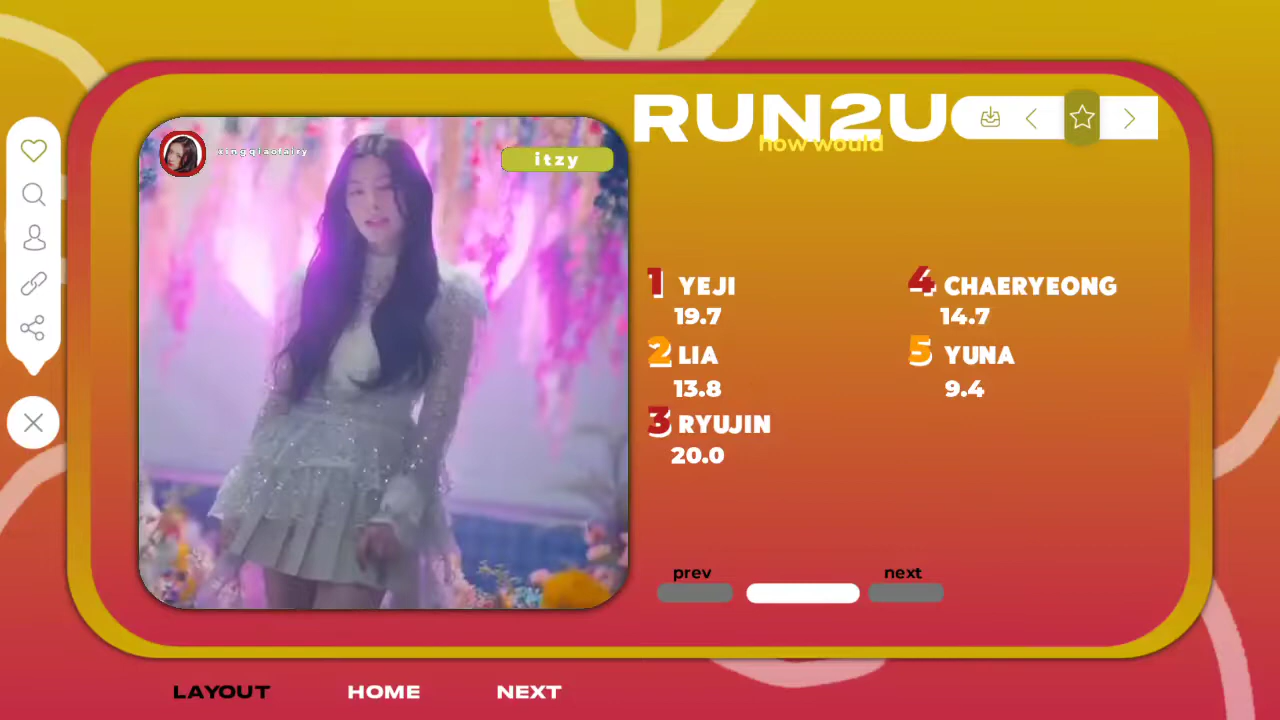 RUN2U
how would
xingqiaofairy
itzy
1 YEJI
19.7
2 LIA
13.8
3 RYUJIN
20.0
4 CHAERYEONG
14.7
5 YUNA
9.4
prev
next
LAYOUT
HOME
NEXT